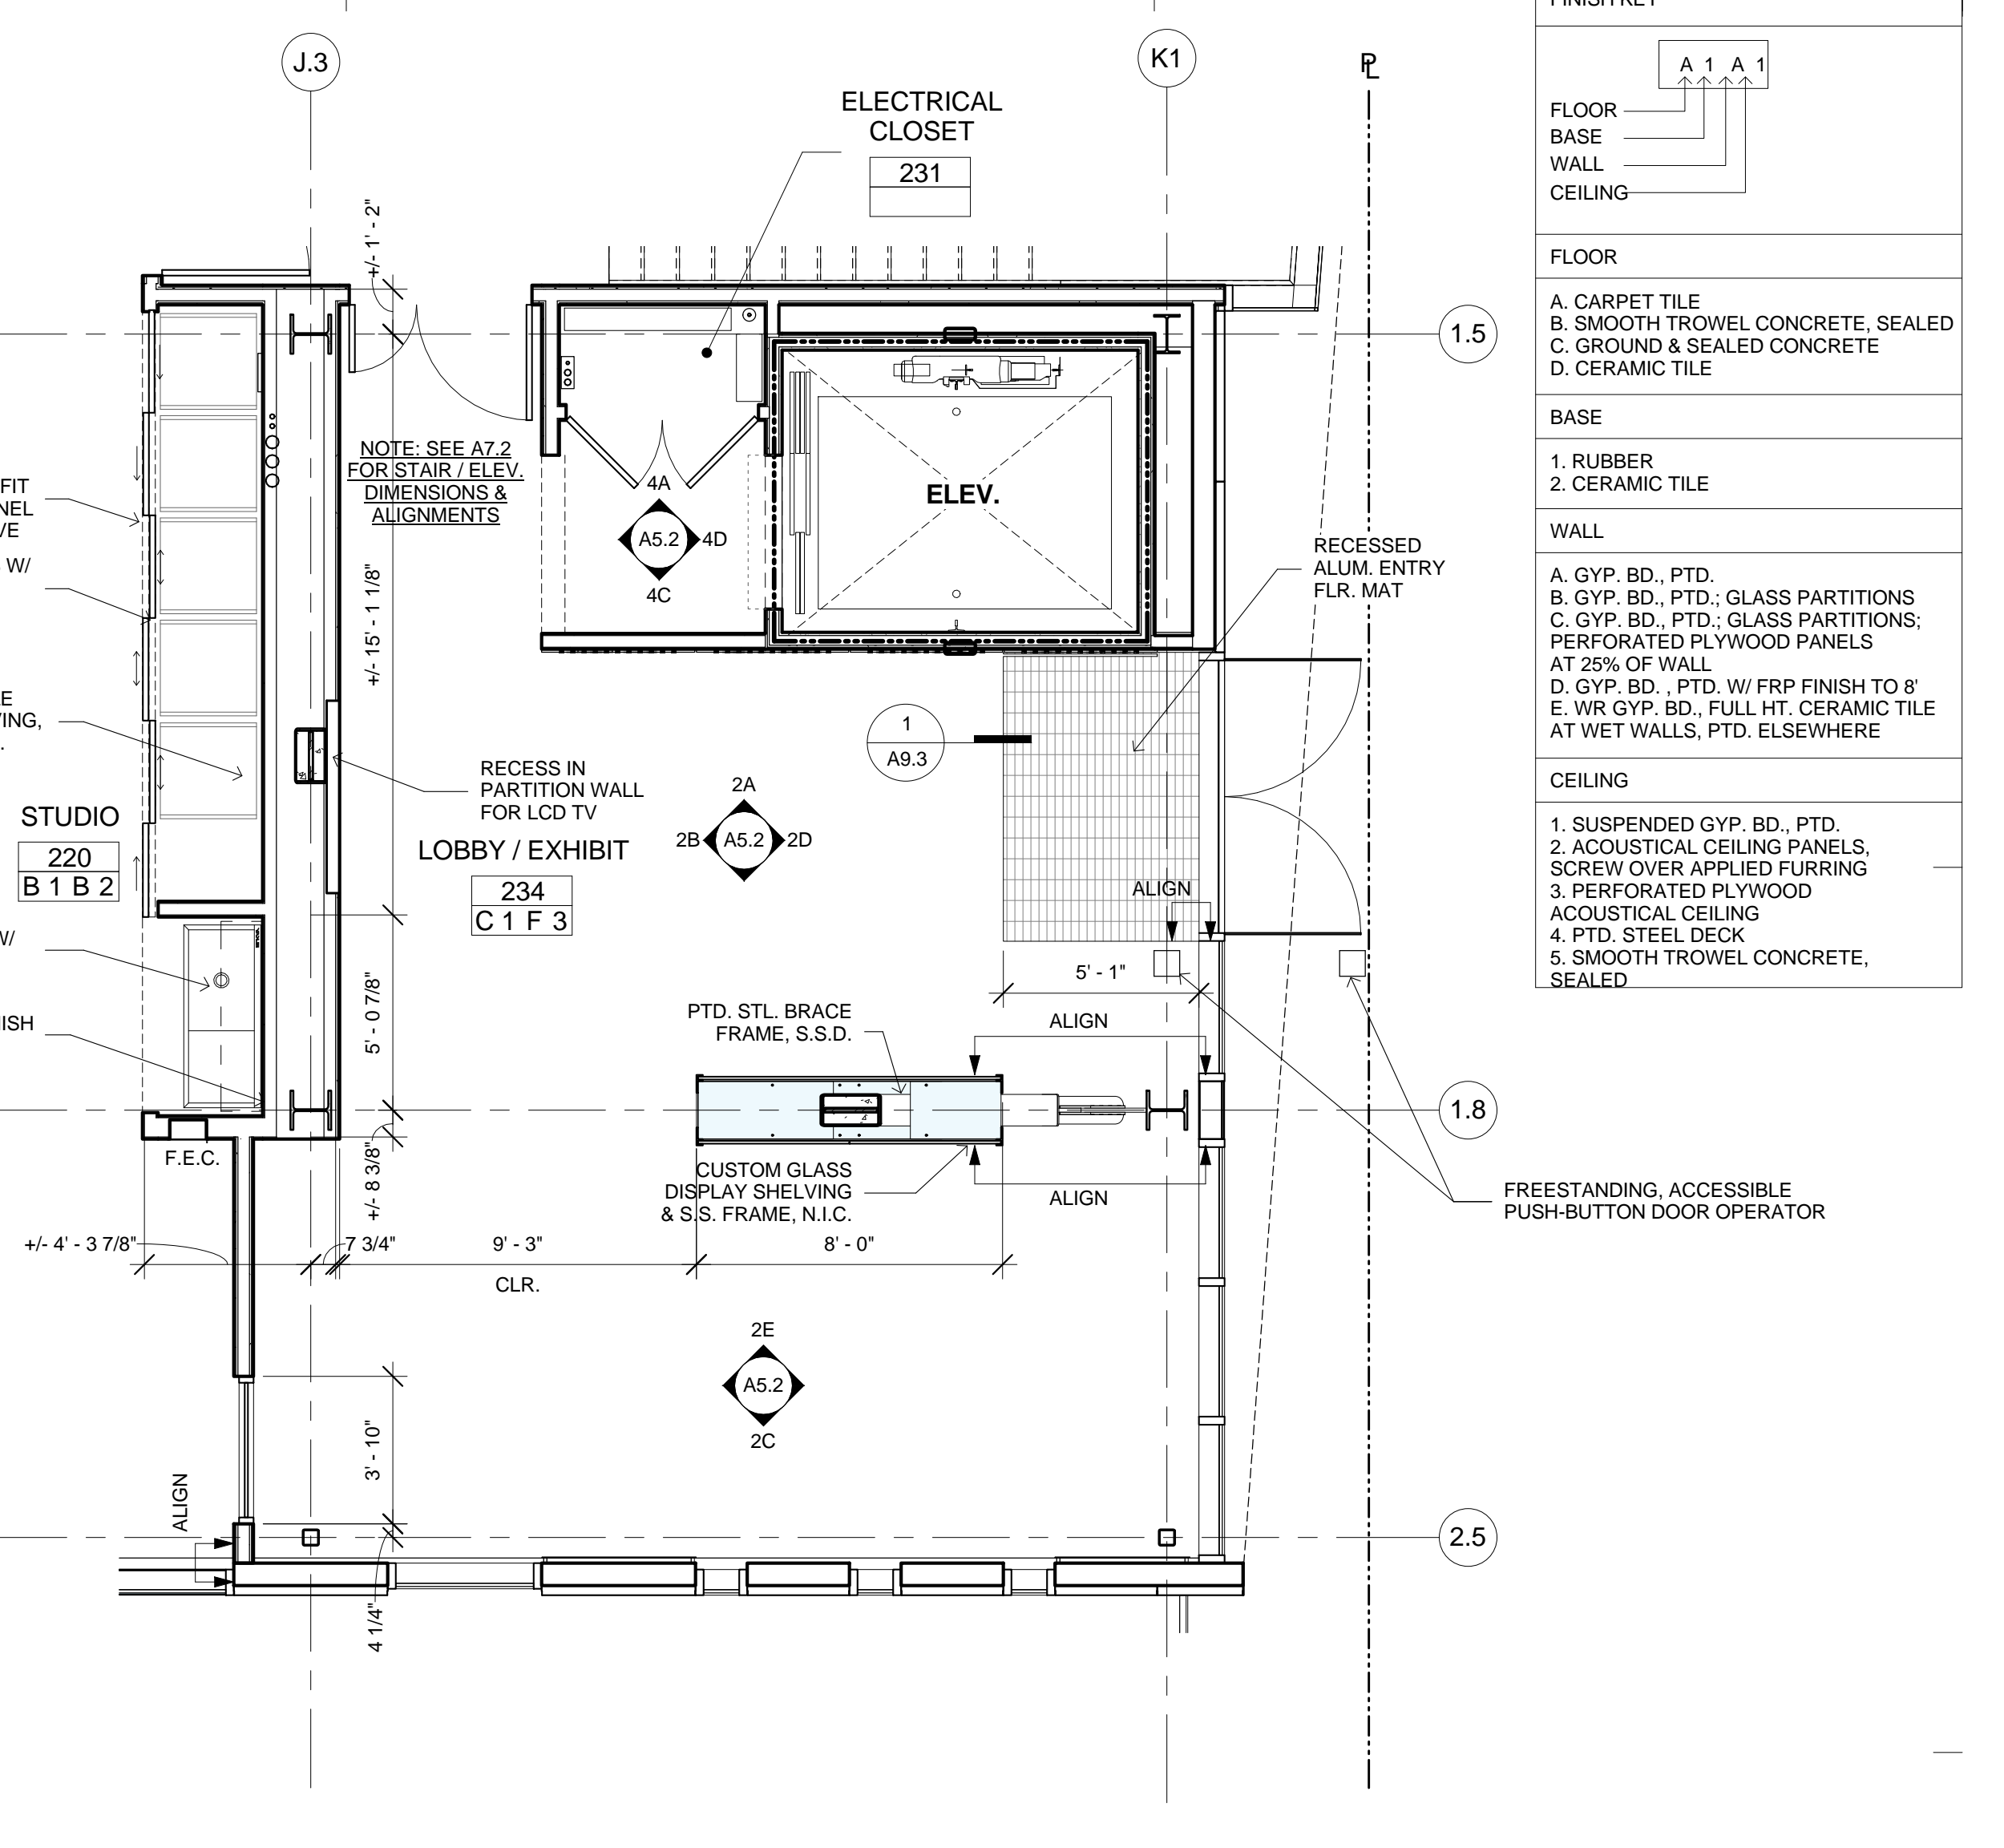 FINISH KEY
J.3
K1
PL
A 1 A 1
FLOOR
BASE
WALL
CEILING
ELECTRICAL
CLOSET
231
+/- 1' - 2"
FLOOR
A. CARPET TILE
B. SMOOTH TROWEL CONCRETE, SEALED
C. GROUND & SEALED CONCRETE
D. CERAMIC TILE
BASE
1. RUBBER
2. CERAMIC TILE
WALL
A. GYP. BD., PTD.
B. GYP. BD., PTD.; GLASS PARTITIONS
C. GYP. BD., PTD.; GLASS PARTITIONS;
PERFORATED PLYWOOD PANELS
AT 25% OF WALL
D. GYP. BD. , PTD. W/ FRP FINISH TO 8'
E. WR GYP. BD., FULL HT. CERAMIC TILE
AT WET WALLS, PTD. ELSEWHERE
CEILING
1. SUSPENDED GYP. BD., PTD.
2. ACOUSTICAL CEILING PANELS,
SCREW OVER APPLIED FURRING
3. PERFORATED PLYWOOD
ACOUSTICAL CEILING
4. PTD. STEEL DECK
5. SMOOTH TROWEL CONCRETE,
SEALED
1.5
NOTE: SEE A7.2
FOR STAIR / ELEV.
DIMENSIONS &
ALIGNMENTS
4A
A5.2
4D
4C
ELEV.
FIT
NEL
VE
W/
+/- 15' - 1 1/8"
RECESSED
ALUM. ENTRY
FLR. MAT
E
ING,
.
1
A9.3
RECESS IN
PARTITION WALL
FOR LCD TV
STUDIO
220
B 1 B 2
LOBBY / EXHIBIT
234
C 1 F 3
2A
2B
A5.2
2D
ALIGN
W/
5' - 0 7/8"
5' - 1"
ISH
PTD. STL. BRACE
FRAME, S.S.D.
ALIGN
1.8
F.E.C.
+/- 8 3/8"
CUSTOM GLASS
DISPLAY SHELVING
& S.S. FRAME, N.I.C.
ALIGN
FREESTANDING, ACCESSIBLE
PUSH-BUTTON DOOR OPERATOR
+/- 4' - 3 7/8"
7 3/4"
9' - 3"
CLR.
8' - 0"
2E
A5.2
2C
3' - 10"
ALIGN
2.5
4 1/4"